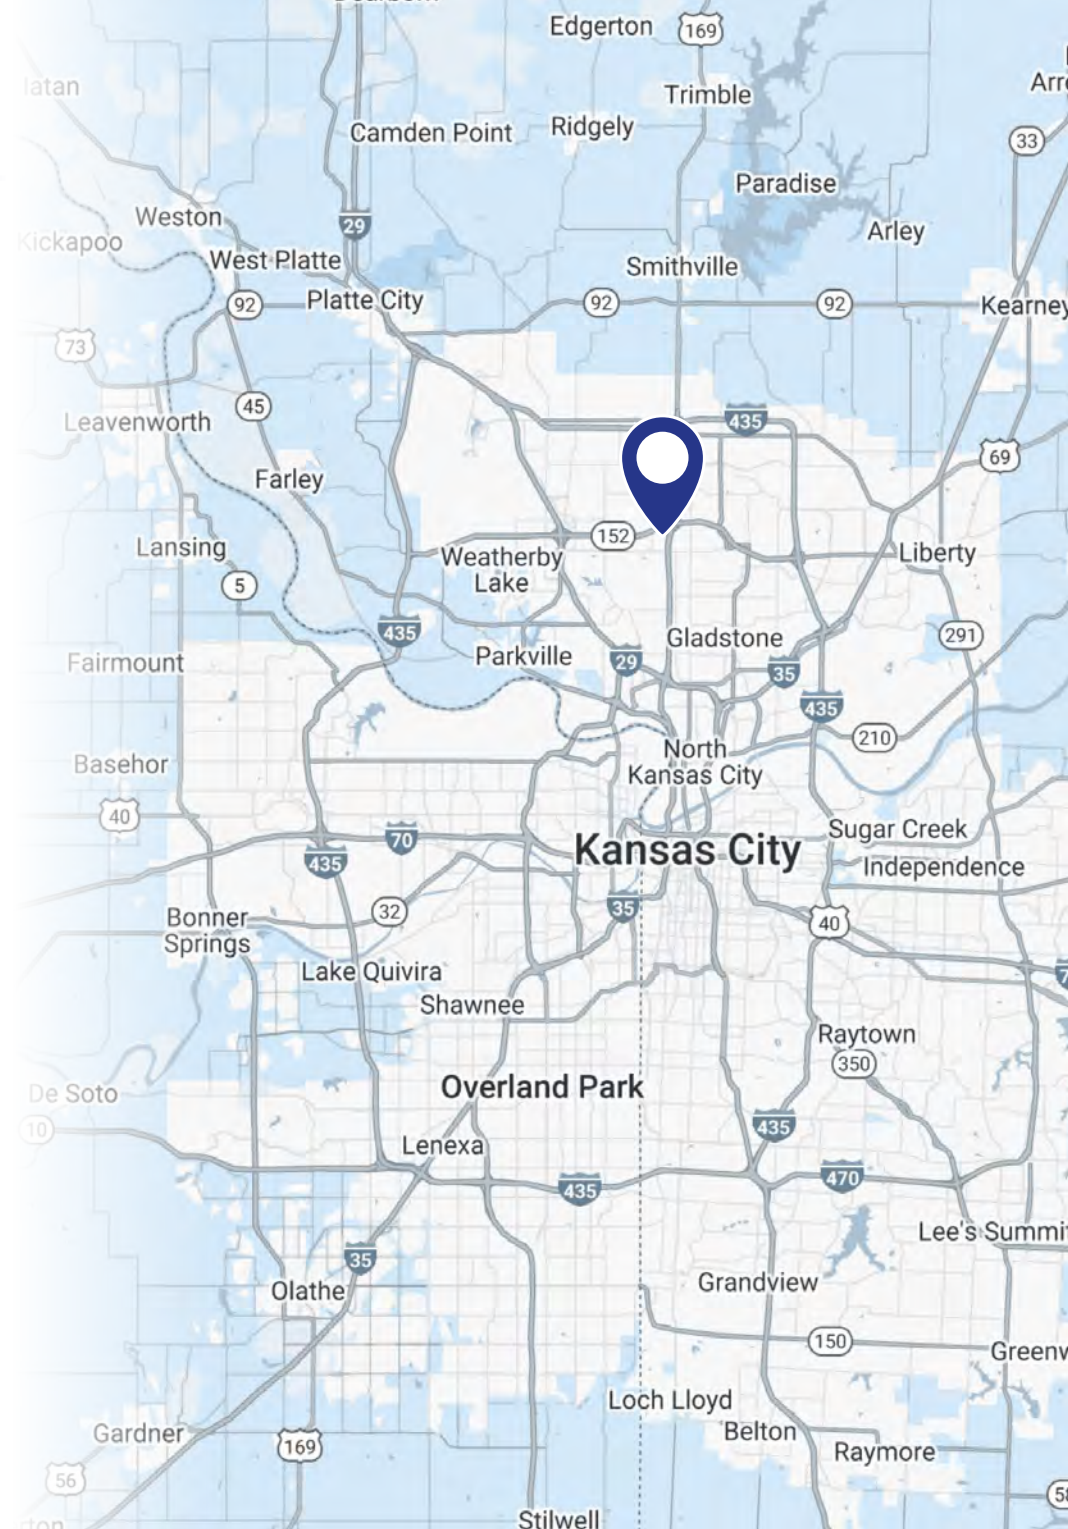 Edgerton
169
Trimble
Camden Point
Ridgely
33
Paradise
Weston
29
Arley
Kickapoo
West Platte
Smithville
92
Platte City
92
92
Kearney
73
45
Leavenworth
435
69
Farley
152
Lansing
Weatherby
Lake
Liberty
5
435
Gladstone
291
Fairmount
Parkville
29
35
435
210
North
Kansas City
Basehor
40
Sugar Creek
70
Kansas City
435
Independence
32
35
40
Bonner
Springs
Lake Quivira
Shawnee
Raytown
350
De Soto
Overland Park
10
435
Lenexa
470
435
Lee's Summit
35
Grandview
Olathe
150
Loch Lloyd
Gardner
Belton
169
Raymore
56
58
Stilwell